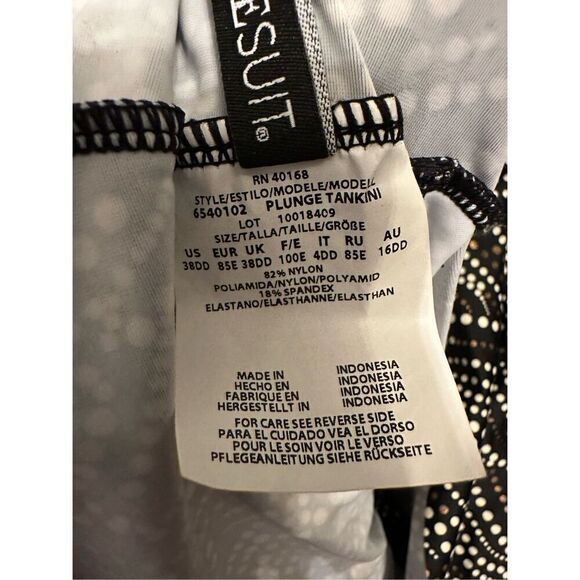 ESUIT®
RN 40168
STYLE/ESTILO/MODELE/MODELL
6540102 PLUNGE TANKINI
LOT 10018409
SIZE/TALLA/TAILLE/GRÖßE
US EUR UK F/E IT RU AU
38DD 85E 38DD 100E 4DD 85E 16DD
82% NYLON
POLIAMIDA/NYLON/POLYAMID
18% SPANDEX
ELASTANO/ELASTHANNE/ELASTHAN
MADE IN INDONESIA
HECHO EN INDONESIA
FABRIQUE EN INDONESIA
HERGESTELLT IN INDONESIA
FOR CARE SEE REVERSE SIDE
PARA EL CUIDADO VEA EL DORSO
POUR LE SOIN VOIR LE VERSO
PFLEGEANLEITUNG SIEHE RÜCKSEITE